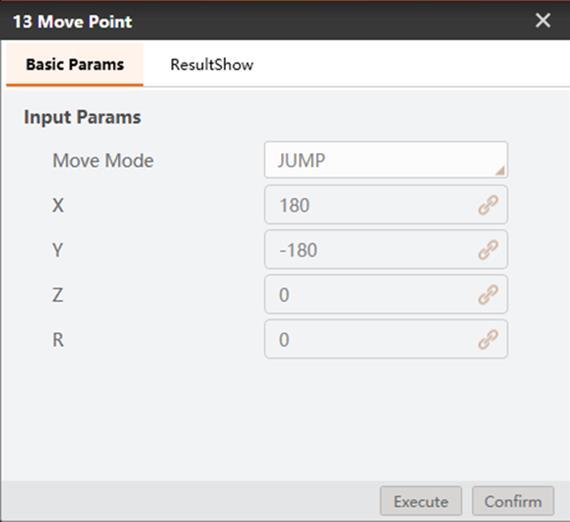 13 Move Point
Basic Params ResultShow
Input Params
Move Mode JUMP
X 180
Y -180
Z 0
R 0
Execute Confirm